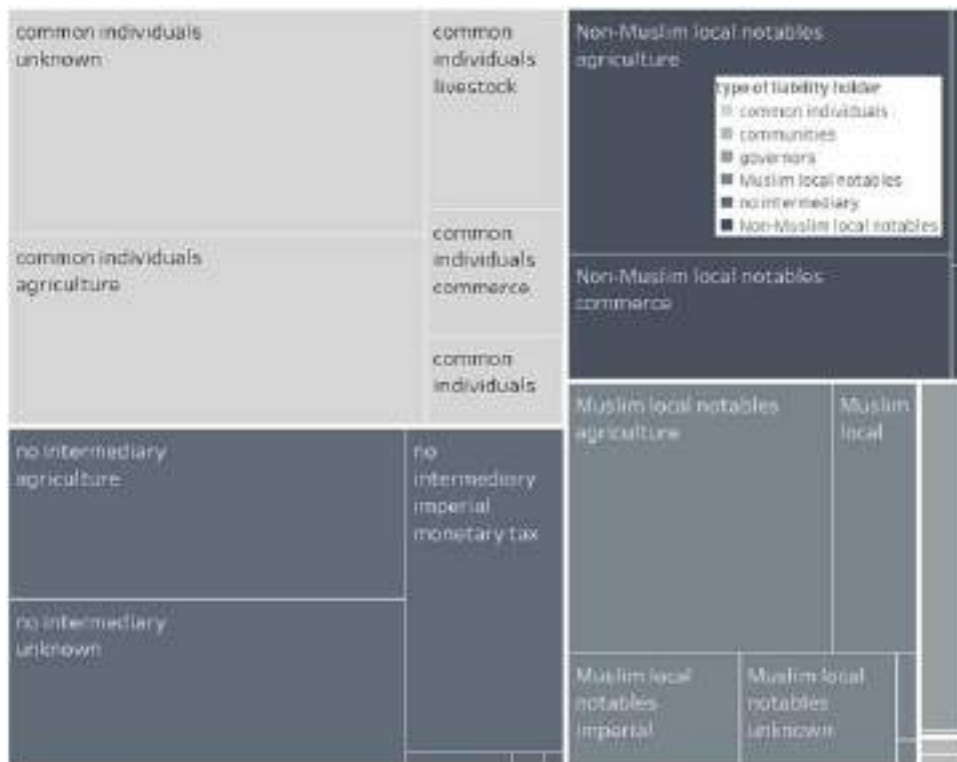 common individuals
unknown
common
individuals
livestock
Non-Muslim local notables
agriculture
type of liability holder
common individuals
communities
governors
Muslim local notables
no intermediary
Non-Muslim local notables
common individuals
agriculture
common
individuals
commerce
Non-Muslim local notables
commerce
common
individuals
Muslim local notables
agriculture
Muslim
local
no intermediary
agriculture
no
intermediary
imperial
monetary tax
no intermediary
unknown
Muslim local
notables
imperial
Muslim local
notables
unknown